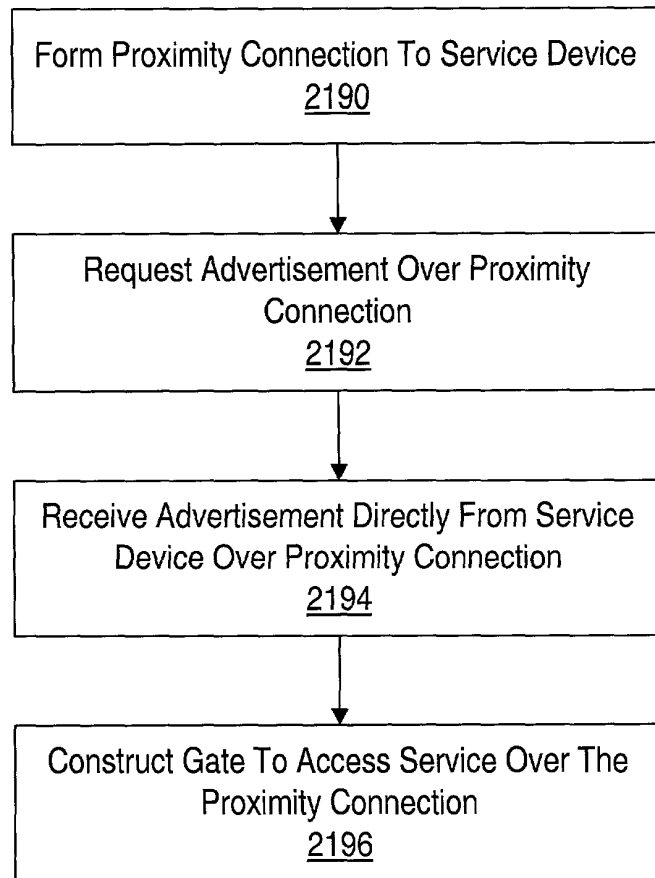 Form Proximity Connection To Service Device
2190
Request Advertisement Over Proximity
Connection
2192
Receive Advertisement Directly From Service
Device Over Proximity Connection
2194
Construct Gate To Access Service Over The
Proximity Connection
2196